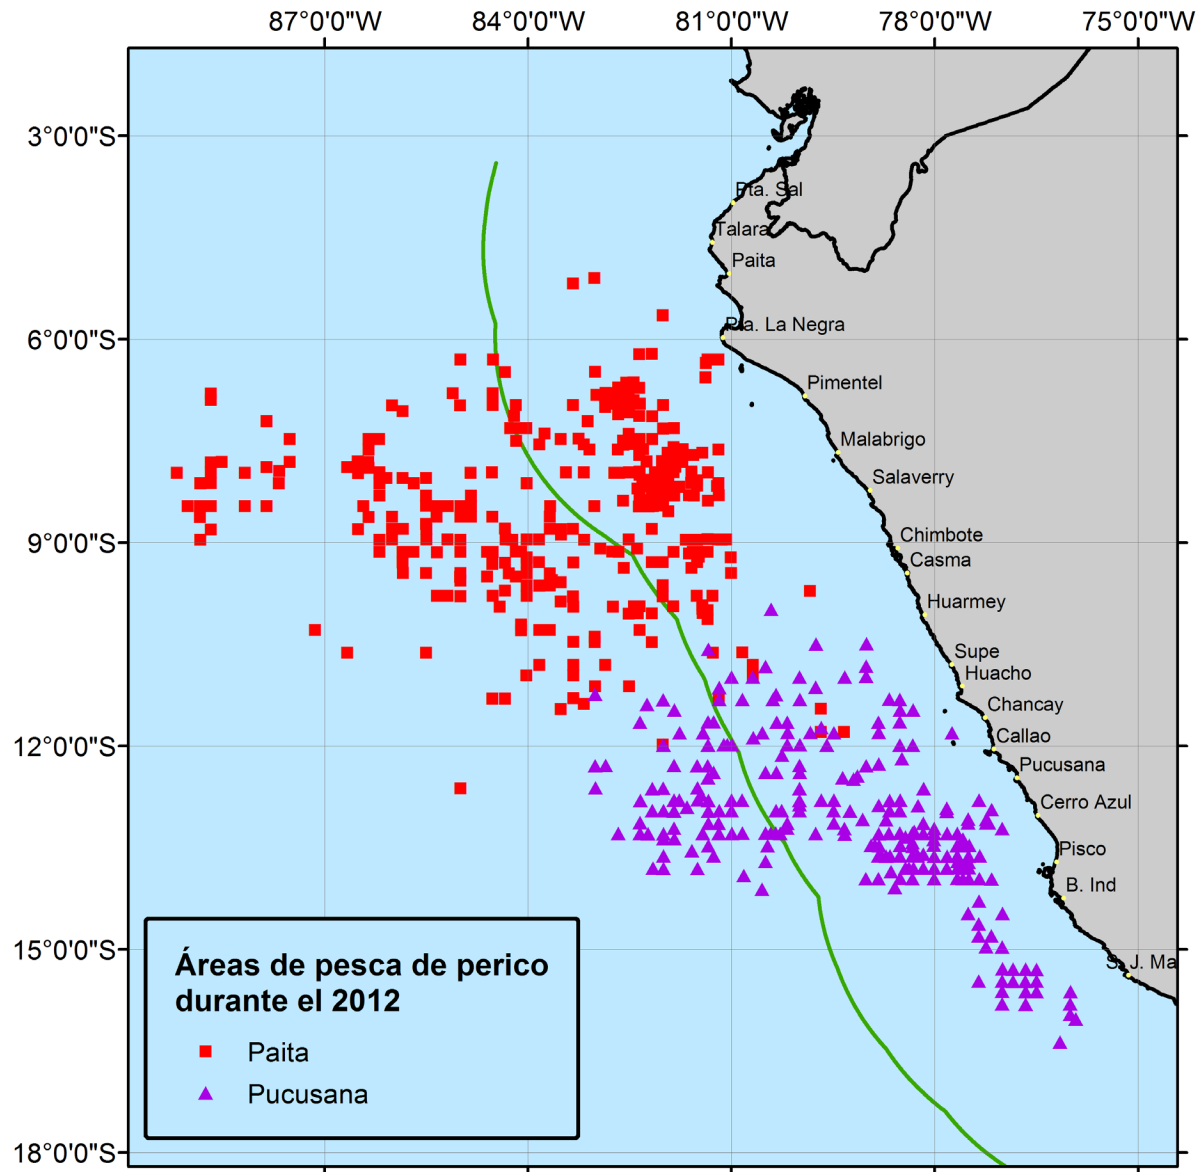 87°0'0"W 84°0'0"W 81°0'0"W 78°0'0"W 75°0'0"W
3°0'0"S
Pta. Sal
Talara
Paita
Pta. La Negra
6°0'0"S
Pimentel
Malabrigo
Salaverry
9°0'0"S
Chimbote
Casma
Huarmey
Supe
Huacho
Chancay
12°0'0"S
Callao
Pucusana
Cerro Azul
Pisco
B. Ind
15°0'0"S
S. J. Ma
18°0'0"S
Áreas de pesca de perico
durante el 2012
Paita
Pucusana